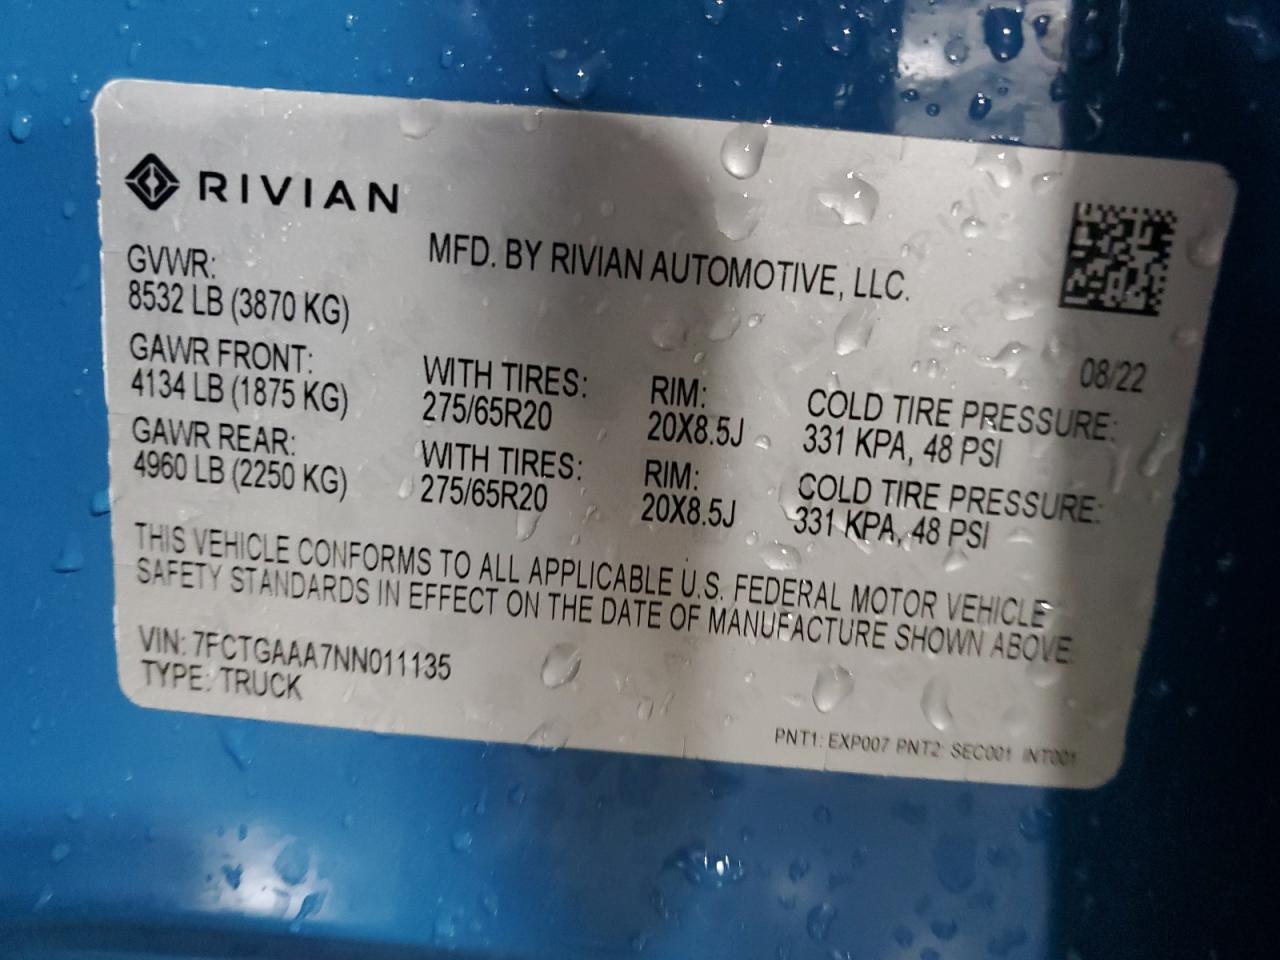 RIVIAN
MFD. BY RIVIAN AUTOMOTIVE, LLC.
GVWR:
8532 LB (3870 KG)
08/22
GAWR FRONT: WITH TIRES: RIM: COLD TIRE PRESSURE:
4134 LB (1875 KG) 275/65R20 20X8.5J 331 KPA, 48 PSI
GAWR REAR: WITH TIRES: RIM: COLD TIRE PRESSURE:
4960 LB (2250 KG) 275/65R20 20X8.5J 331 KPA, 48 PSI
THIS VEHICLE CONFORMS TO ALL APPLICABLE U.S. FEDERAL MOTOR VEHICLE
SAFETY STANDARDS IN EFFECT ON THE DATE OF MANUFACTURE SHOWN ABOVE.
VIN: 7FCTGAAA7NN011135
TYPE: TRUCK
PNT1: EXP007 PNT2: SEC001 INT001